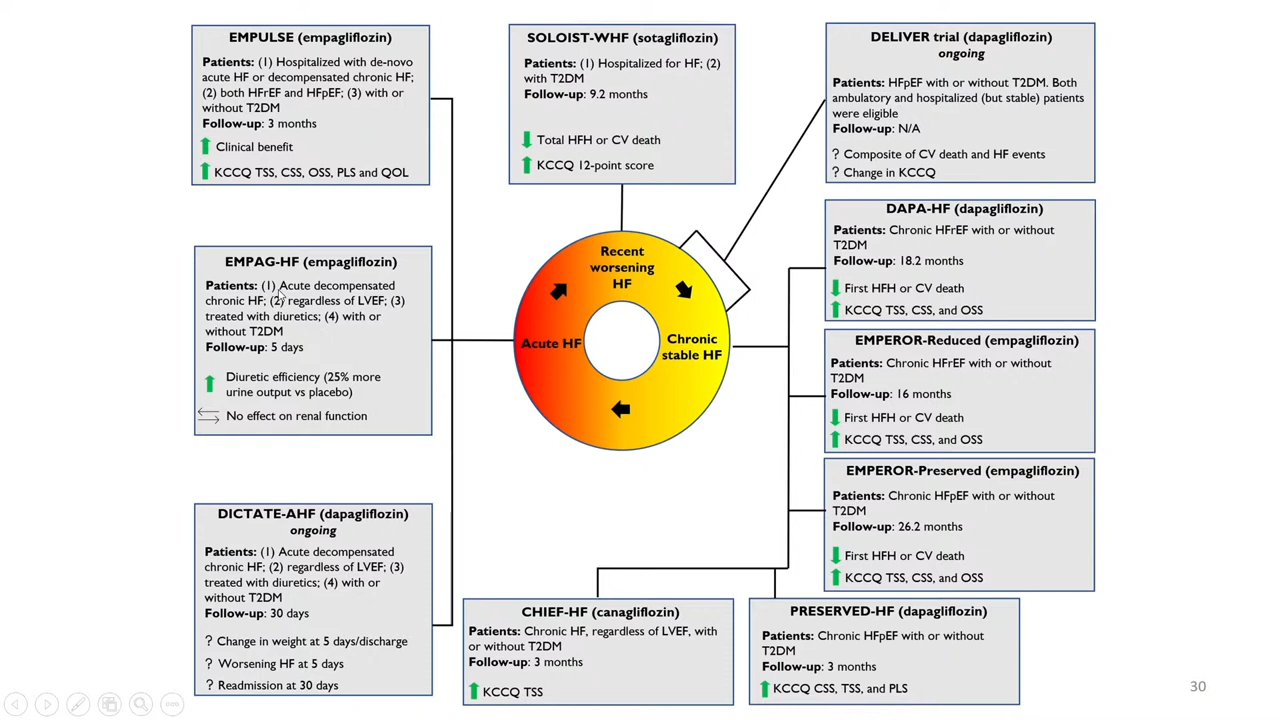 EMPULSE (empagliflozin)
Patients: (1) Hospitalized with de-novo
acute HF or decompensated chronic HF;
(2) both HFrEF and HFpEF; (3) with or
without T2DM
Follow-up: 3 months
Clinical benefit
KCCQ TSS, CSS, OSS, PLS and QOL
SOLOIST-WHF (sotagliflozin)
Patients: (1) Hospitalized for HF; (2)
with T2DM
Follow-up: 9.2 months
Total HFH or CV death
KCCQ 12-point score
DELIVER trial (dapagliflozin)
ongoing
Patients: HFpEF with or without T2DM. Both
ambulatory and hospitalized (but stable) patients
were eligible
Follow-up: N/A
? Composite of CV death and HF events
? Change in KCCQ
EMPAG-HF (empagliflozin)
Patients: (1) Acute decompensated
chronic HF; (2) regardless of LVEF; (3)
treated with diuretics; (4) with or
without T2DM
Follow-up: 5 days
Diuretic efficiency (25% more
urine output vs placebo)
No effect on renal function
Recent
worsening
HF
Acute HF
Chronic
stable HF
DAPA-HF (dapagliflozin)
Patients: Chronic HFrEF with or without
T2DM
Follow-up: 18.2 months
First HFH or CV death
KCCQ TSS, CSS, and OSS
EMPEROR-Reduced (empagliflozin)
Patients: Chronic HFrEF with or without
T2DM
Follow-up: 16 months
First HFH or CV death
KCCQ TSS, CSS, and OSS
EMPEROR-Preserved (empagliflozin)
Patients: Chronic HFpEF with or without
T2DM
Follow-up: 26.2 months
First HFH or CV death
KCCQ TSS, CSS, and OSS
DICTATE-AHF (dapagliflozin)
ongoing
Patients: (1) Acute decompensated
chronic HF; (2) regardless of LVEF; (3)
treated with diuretics; (4) with or
without T2DM
Follow-up: 30 days
? Change in weight at 5 days/discharge
? Worsening HF at 5 days
? Readmission at 30 days
CHIEF-HF (canagliflozin)
Patients: Chronic HF, regardless of LVEF, with
or without T2DM
Follow-up: 3 months
KCCQ TSS
PRESERVED-HF (dapagliflozin)
Patients: Chronic HFpEF with or without
T2DM
Follow-up: 3 months
KCCQ CSS, TSS, and PLS
30